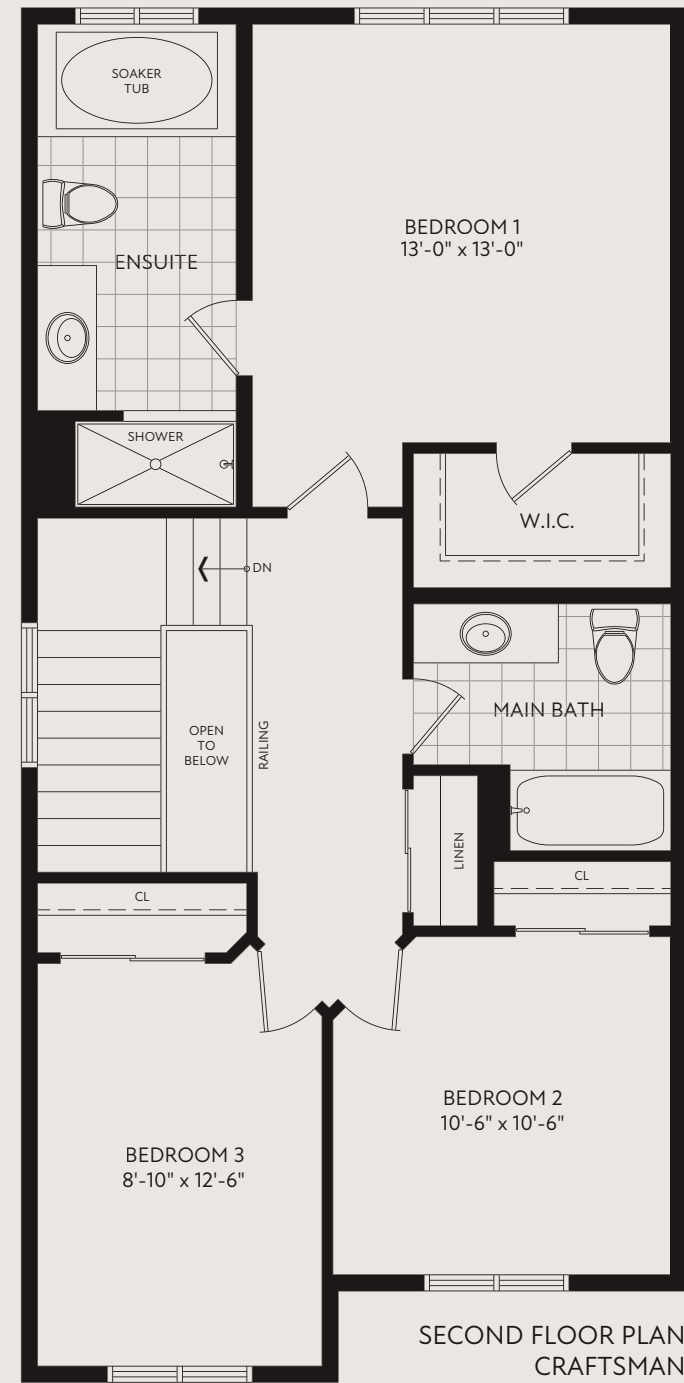 SOAKER
TUB
BEDROOM 1
13'-0" x 13'-0"
ENSUITE
SHOWER
W.I.C.
DN
MAIN BATH
OPEN
TO
BELOW
RAILING
LINEN
CL
CL
BEDROOM 2
10'-6" x 10'-6"
BEDROOM 3
8'-10" x 12'-6"
SECOND FLOOR PLAN
CRAFTSMAN